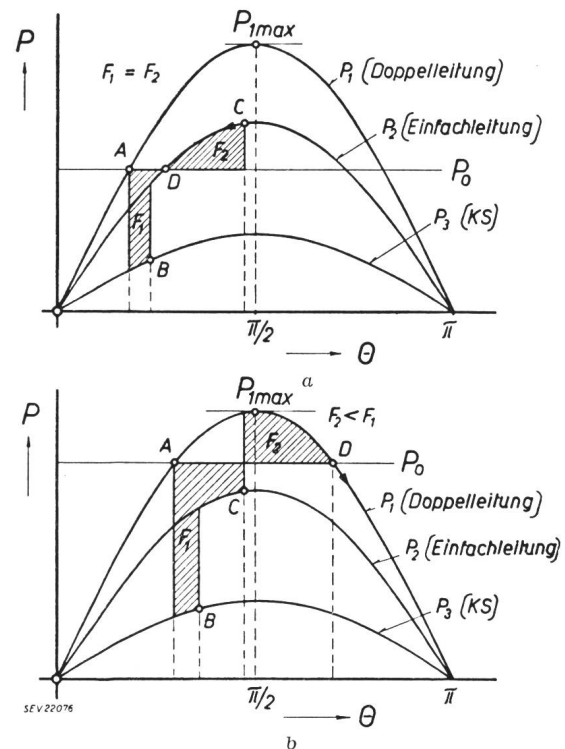 P
P1max
F1 = F2
P1 (Doppelleitung)
C
P2 (Einfachleitung)
A
F2
D
P0
F1
P3 (KS)
B
π/2
π
Θ
a
P
P1max
F2 < F1
A
F2
D
P0
C
P1 (Doppelleitung)
F1
P2 (Einfachleitung)
P3 (KS)
B
π/2
π
SEV 22076
Θ
b